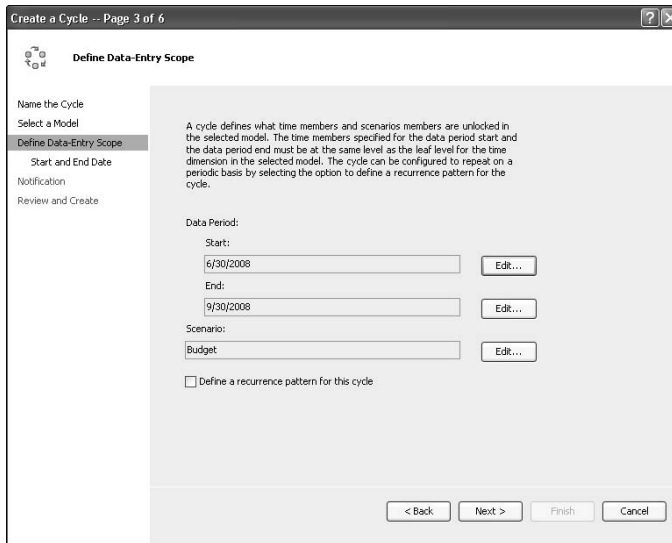 Create a Cycle -- Page 3 of 6
Define Data-Entry Scope
Name the Cycle
Select a Model
Define Data-Entry Scope
Start and End Date
Notification
Review and Create
A cycle defines what time members and scenarios members are unlocked in
the selected model. The time members specified for the data period start and
the data period end must be at the same level as the leaf level for the time
dimension in the selected model. The cycle can be configured to repeat on a
periodic basis by selecting the option to define a recurrence pattern for the
cycle.
Data Period:
Start:
6/30/2008 Edit...
End:
9/30/2008 Edit...
Scenario:
Budget Edit...
Define a recurrence pattern for this cycle
< Back Next > Finish Cancel